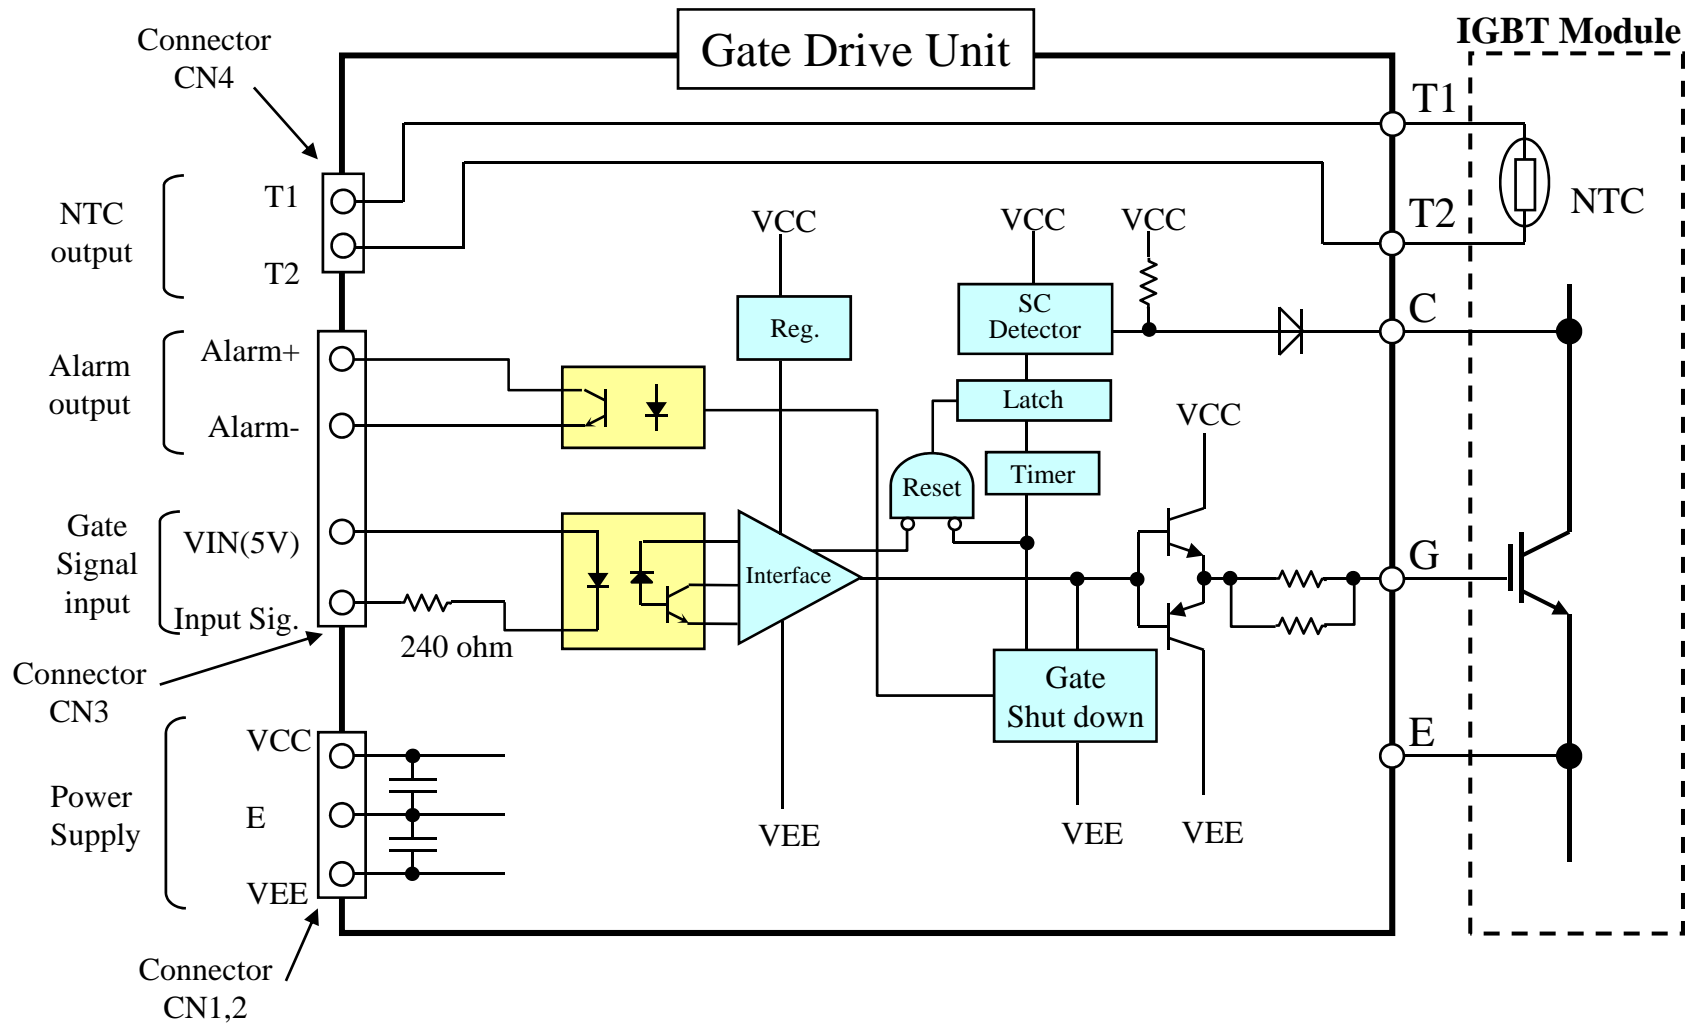 Gate Drive Unit
IGBT Module
Connector
CN4
T1
T1
NTC
output
T2
T2
NTC
VCC
VCC
VCC
Alarm
output
Alarm+
Alarm-
Reg.
SC
Detector
C
Latch
VCC
Reset
Timer
Gate
Signal
input
VIN(5V)
Input Sig.
240 ohm
Interface
G
Connector
CN3
Gate
Shut down
E
Power
Supply
VCC
E
VEE
VEE
VEE
VEE
Connector
CN1,2